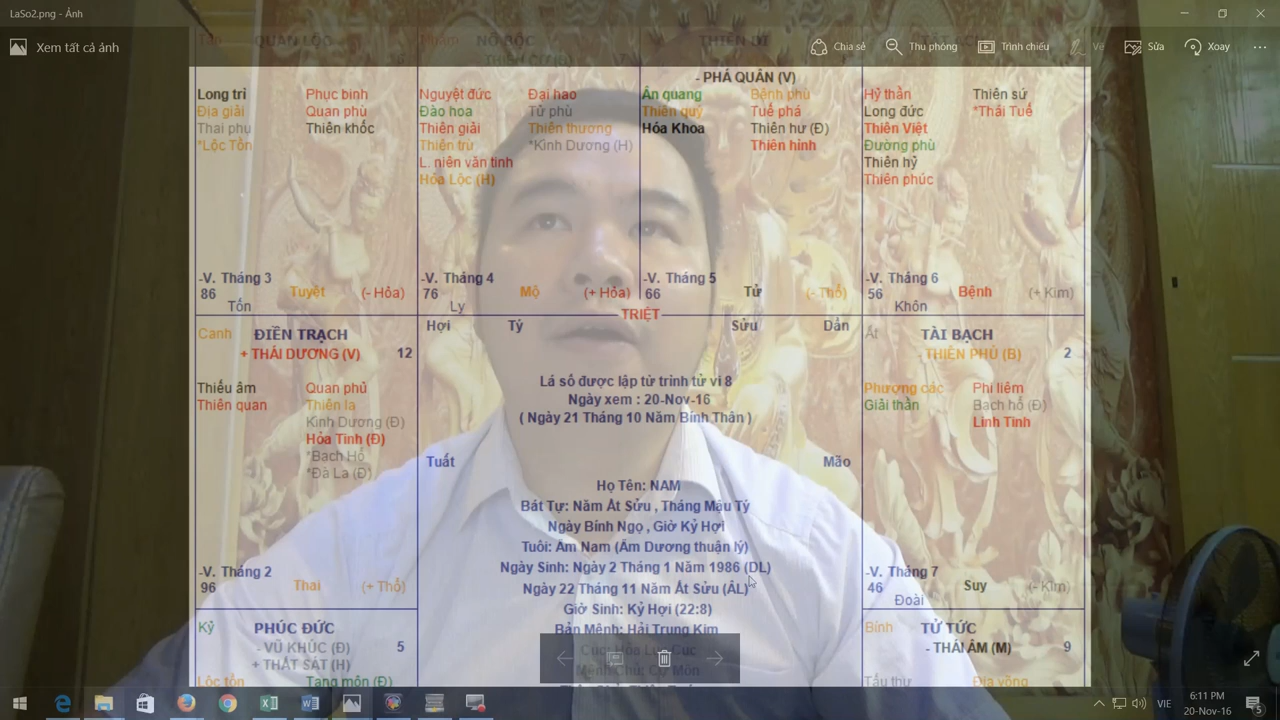 LaSo2.png - Ảnh
Xem tất cả ảnh
Chia sẻ
Thu phóng
Trình chiếu
Vẽ
Sửa
Xoay
QUAN LỘC
NÔ BỘC
THIÊN DI
TẬT ÁCH
- PHÁ QUÂN (V)
Long trì
Địa giải
Thai phụ
*Lộc Tồn
Phục binh
Quan phù
Thiên khốc
-V. Tháng 3
86
Tuyệt
(- Hỏa)
Tốn
Nguyệt đức
Đào hoa
Thiên giải
Thiên trù
L. niên văn tinh
Hóa Lộc (H)
Đại hao
Tử phù
Thiên thương
*Kình Dương (H)
-V. Tháng 4
76
Mộ
(+ Hỏa)
Ly
Ân quang
Thiên quý
Hóa Khoa
Bệnh phù
Tuế phá
Thiên hư (Đ)
Thiên hình
-V. Tháng 5
66
Tử
(- Thổ)
Hỷ thần
Long đức
Thiên Việt
Đường phù
Thiên hỷ
Thiên phúc
Thiên sứ
*Thái Tuế
-V. Tháng 6
56
Bệnh
(+ Kim)
Khôn
TRIỆT
Canh
ĐIỀN TRẠCH
+ THÁI DƯƠNG (V)
12
Thiếu âm
Thiên quan
Quan phủ
Thiên la
Kình Dương (Đ)
Hỏa Tinh (Đ)
*Bạch Hổ
*Đà La (Đ)
-V. Tháng 2
96
Thai
(+ Thổ)
Hợi
Tý
Sửu
Dần
Lá số được lập từ trình tử vi 8
Ngày xem : 20-Nov-16
( Ngày 21 Tháng 10 Năm Bính Thân )
Tuất
Mão
Họ Tên: NAM
Bát Tự: Năm Ất Sửu , Tháng Mậu Tý
Ngày Bính Ngọ , Giờ Kỷ Hợi
Tuổi: Âm Nam (Âm Dương thuận lý)
Ngày Sinh: Ngày 2 Tháng 1 Năm 1986 (DL)
Ngày 22 Tháng 11 Năm Ất Sửu (ÂL)
Giờ Sinh: Kỷ Hợi (22:8)
Bản Mệnh: Hải Trung Kim
Ất
TÀI BẠCH
- THIÊN PHỦ (B)
2
Phượng các
Giải thần
Phi liêm
Bạch hổ (Đ)
Linh Tinh
-V. Tháng 7
46
Suy
(- Kim)
Đoài
Kỷ
PHÚC ĐỨC
- VŨ KHÚC (Đ)
+ THẤT SÁT (H)
5
Lộc tồn
Tang môn (Đ)
Bính
TỬ TỨC
- THÁI ÂM (M)
9
Tấu thư
Địa võng
VIE
6:11 PM
20-Nov-16
5